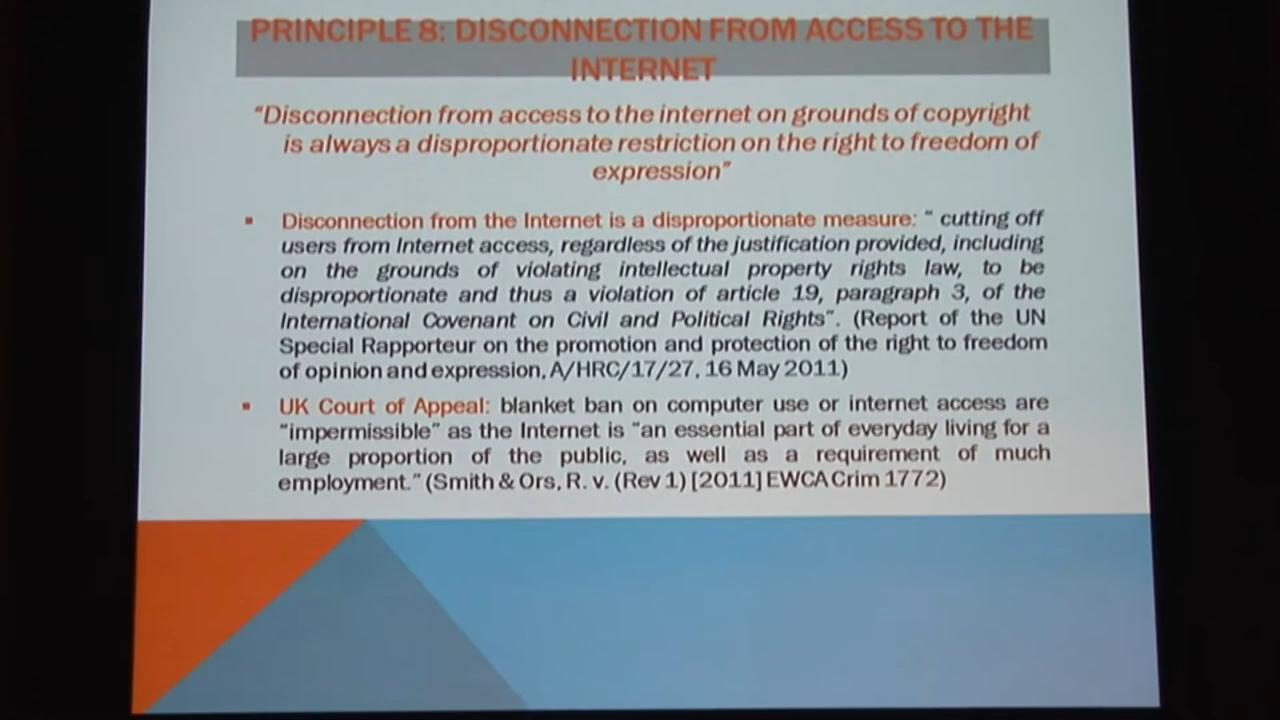 PRINCIPLE 8: DISCONNECTION FROM ACCESS TO THE
INTERNET
"Disconnection from access to the internet on grounds of copyright
is always a disproportionate restriction on the right to freedom of
expression"
▪ Disconnection from the Internet is a disproportionate measure: " cutting off
users from Internet access, regardless of the justification provided, including
on the grounds of violating intellectual property rights law, to be
disproportionate and thus a violation of article 19, paragraph 3, of the
International Covenant on Civil and Political Rights". (Report of the UN
Special Rapporteur on the promotion and protection of the right to freedom
of opinion and expression, A/HRC/17/27, 16 May 2011)
▪ UK Court of Appeal: blanket ban on computer use or internet access are
"impermissible" as the Internet is "an essential part of everyday living for a
large proportion of the public, as well as a requirement of much
employment." (Smith & Ors, R. v. (Rev 1) [2011] EWCA Crim 1772)